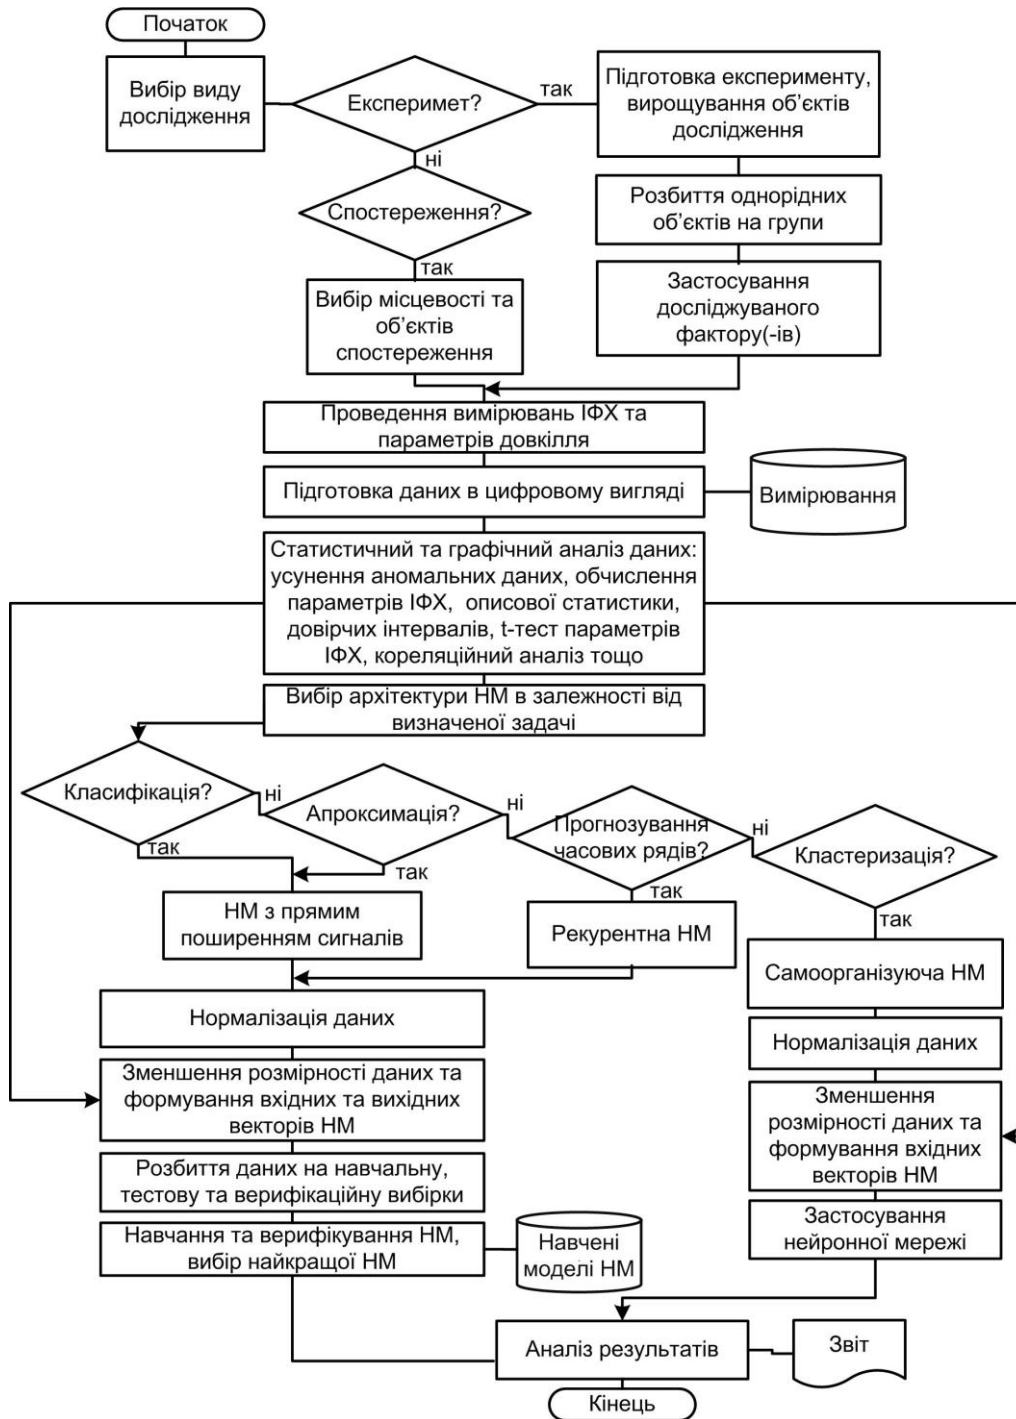 Початок
Вибір виду
дослідження
Експеримет?
так
Підготовка експерименту,
вирощування об’єктів
дослідження
ні
Спостереження?
Розбиття однорідних
об’єктів на групи
так
Вибір місцевості та
об’єктів
спостереження
Застосування
досліджуваного
фактору(-ів)
Проведення вимірювань ІФХ та
параметрів довкілля
Підготовка даних в цифровому вигляді
Вимірювання
Статистичний та графічний аналіз даних:
усунення аномальних даних, обчислення
параметрів ІФХ, описової статистики,
довірчих інтервалів, t-тест параметрів
ІФХ, кореляційний аналіз тощо
Вибір архітектури НМ в залежності від
визначеної задачі
Класифікація?
ні
Апроксимація?
ні
Прогнозування
часових рядів?
ні
Кластеризація?
так
так
так
так
НМ з прямим
поширенням сигналів
Рекурентна НМ
Самоорганізуюча НМ
Нормалізація даних
Нормалізація даних
Зменшення розмірності даних та
формування вхідних та вихідних
векторів НМ
Зменшення
розмірності даних та
формування вхідних
векторів НМ
Розбиття даних на навчальну,
тестову та верифікаційну вибірки
Навчання та верифікування НМ,
вибір найкращої НМ
Навчені
моделі НМ
Застосування
нейронної мережі
Аналіз результатів
Звіт
Кінець